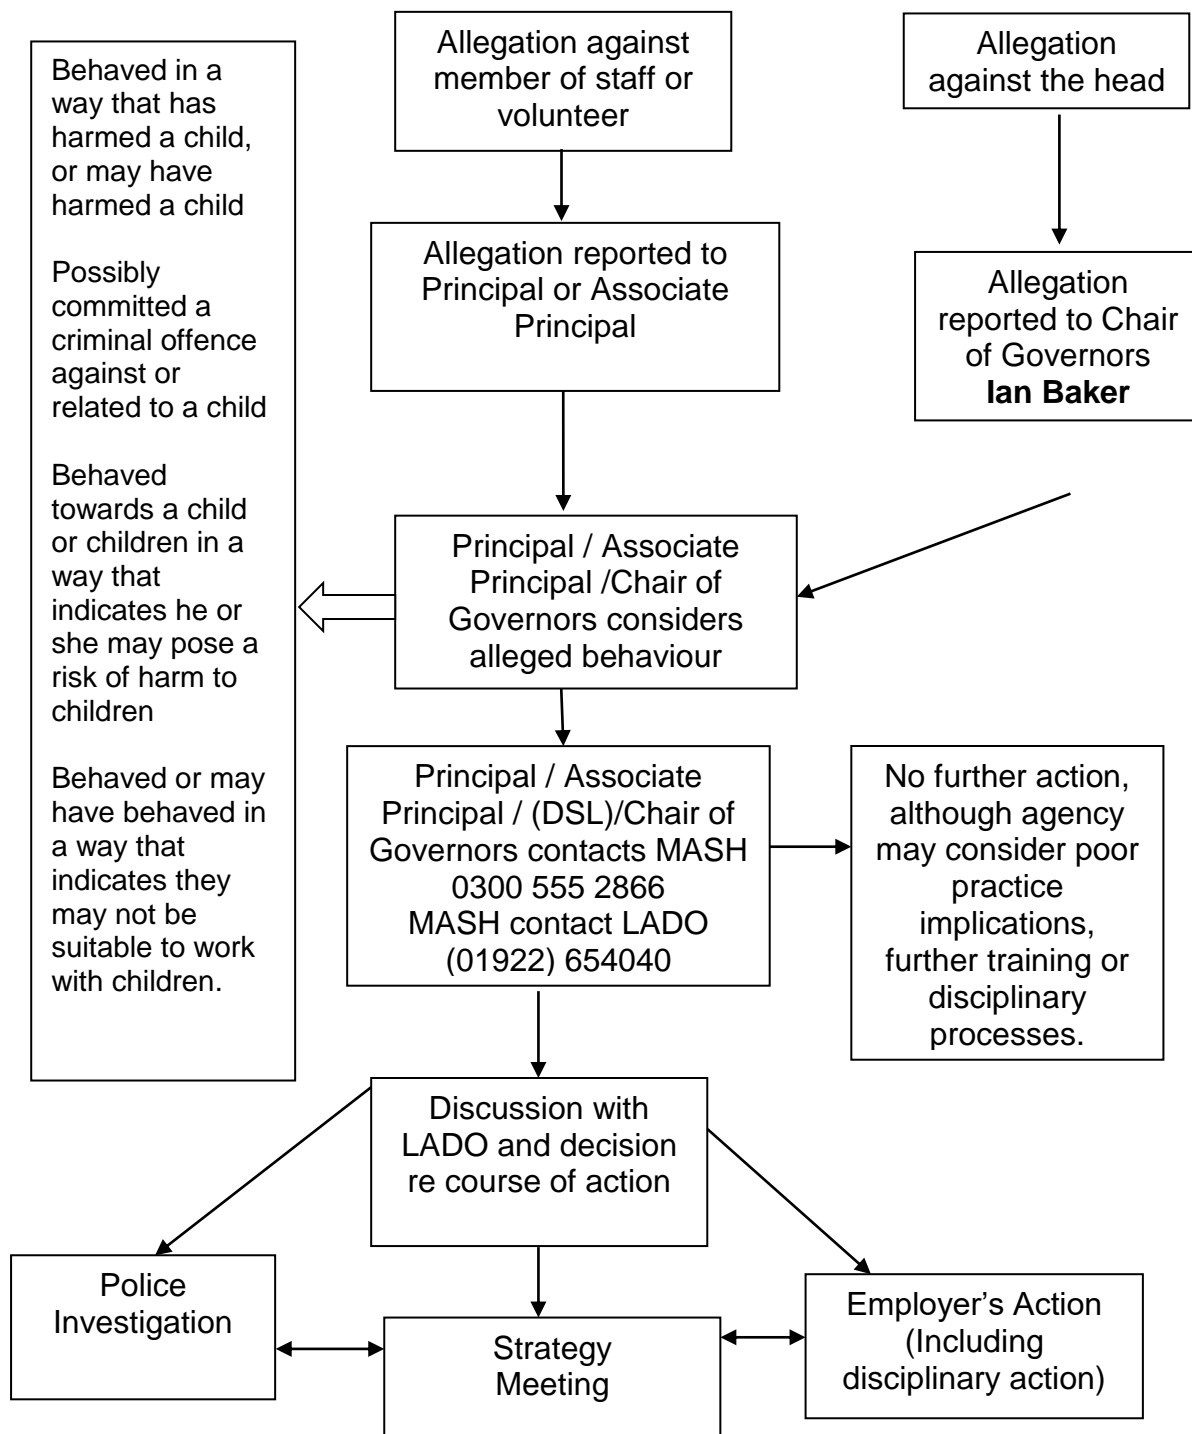 Allegation against
member of staff or
volunteer
Allegation
against the head
Behaved in a
way that has
harmed a child,
or may have
harmed a child
Possibly
committed a
criminal offence
against or
related to a child
Behaved
towards a child
or children in a
way that
indicates he or
she may pose a
risk of harm to
children
Behaved or may
have behaved in
a way that
indicates they
may not be
suitable to work
with children.
Allegation reported to
Principal or Associate
Principal
Allegation
reported to Chair
of Governors
Ian Baker
Principal / Associate
Principal /Chair of
Governors considers
alleged behaviour
Principal / Associate
Principal / (DSL)/Chair of
Governors contacts MASH
0300 555 2866
MASH contact LADO
(01922) 654040
No further action,
although agency
may consider poor
practice
implications,
further training or
disciplinary
processes.
Discussion with
LADO and decision
re course of action
Police
Investigation
Strategy
Meeting
Employer’s Action
(Including
disciplinary action)